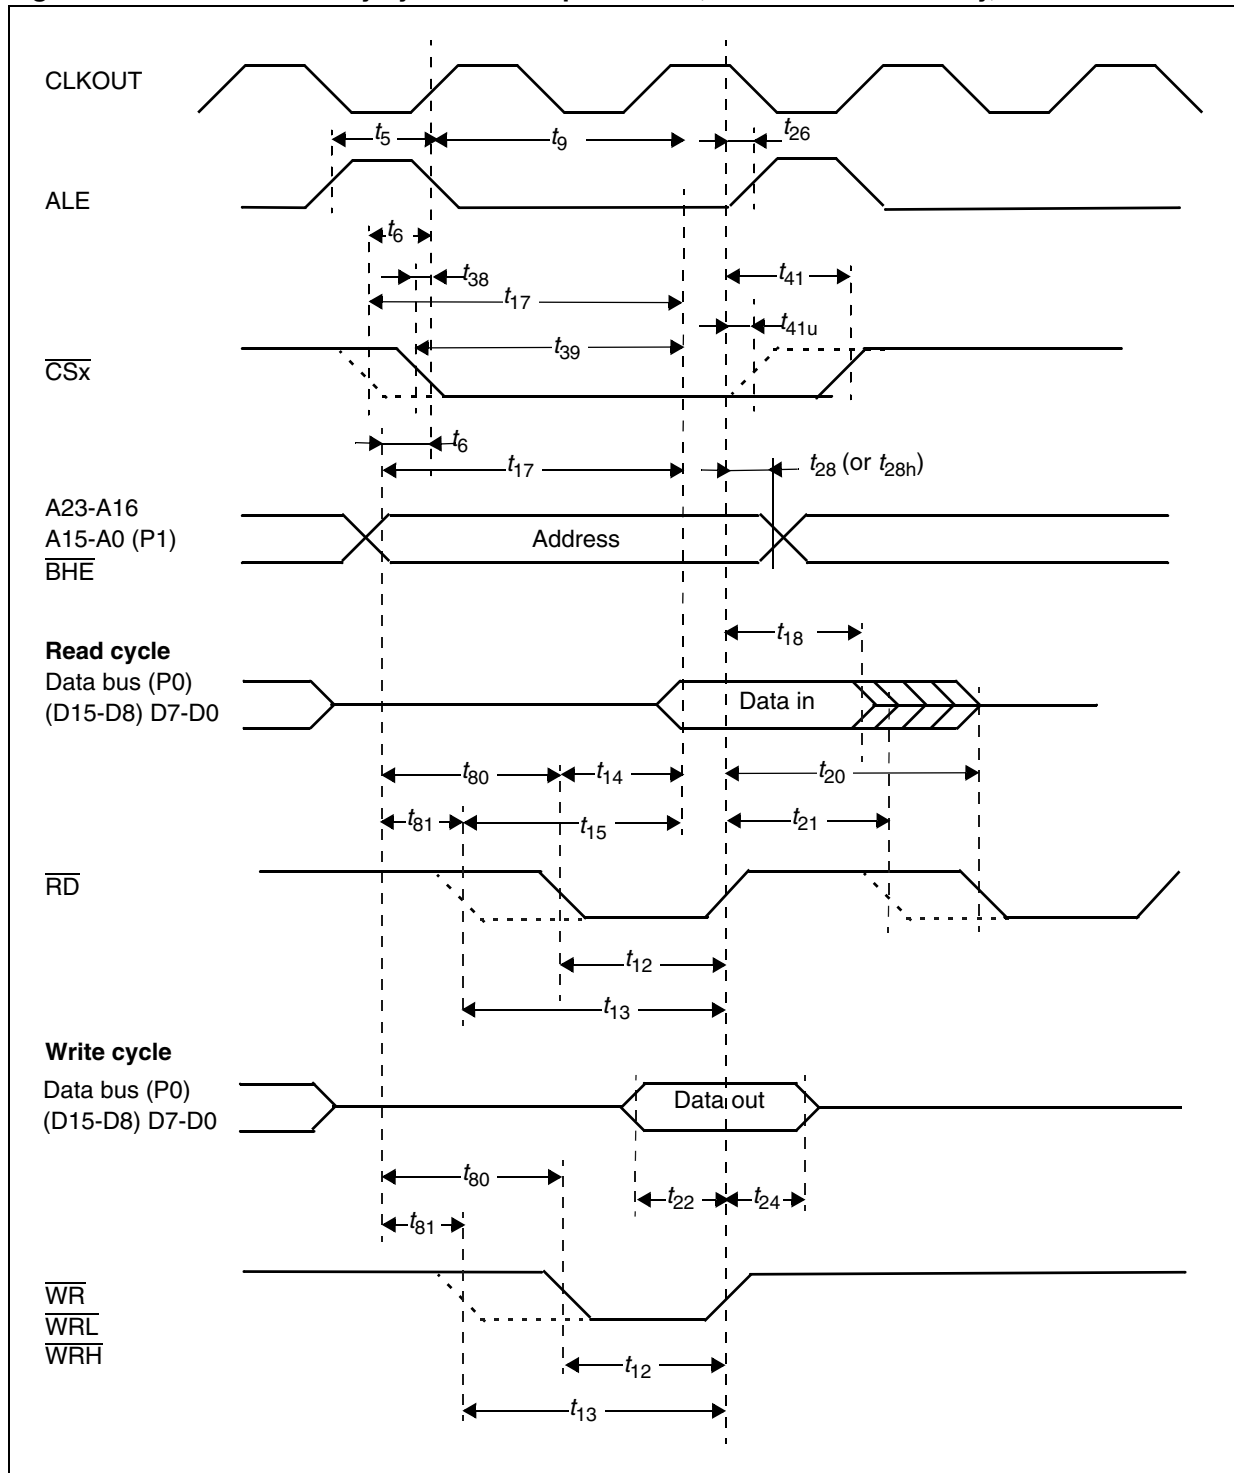 CLKOUT
t5
t9
t26
ALE
t6
t38
t41
t17
t41u
t39
CSx
t6
t17
t28 (or t28h)
A23-A16
A15-A0 (P1)
Address
BHE
t18
Read cycle
Data bus (P0)
Data in
(D15-D8) D7-D0
t80
t14
t20
t81
t15
t21
RD
t12
t13
Write cycle
Data bus (P0)
Data out
(D15-D8) D7-D0
t80
t22
t24
t81
WR
WRL
WRH
t12
t13